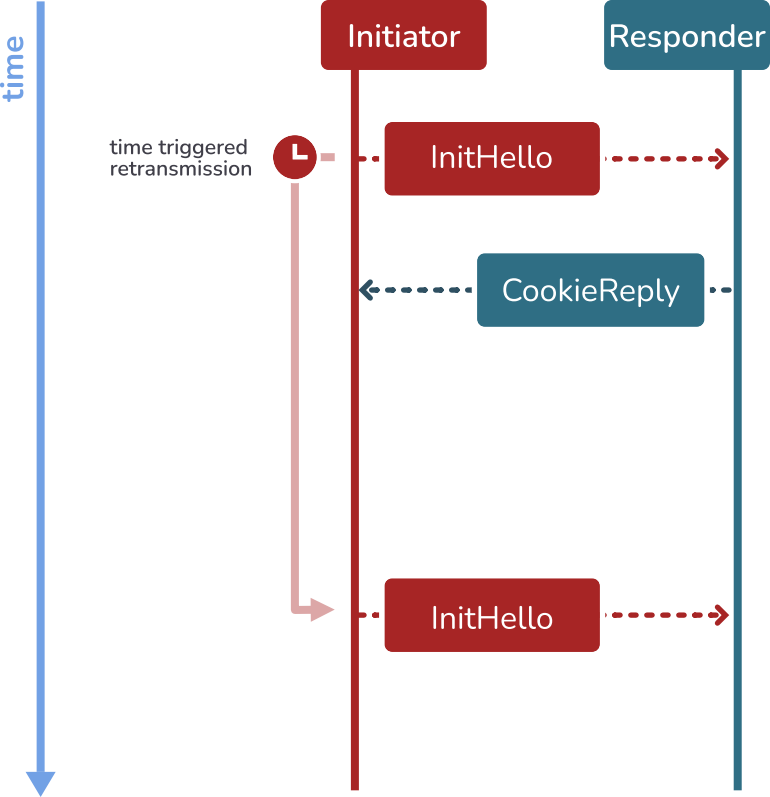 time
Initiator
Responder
time triggered
retransmission
InitHello
CookieReply
InitHello